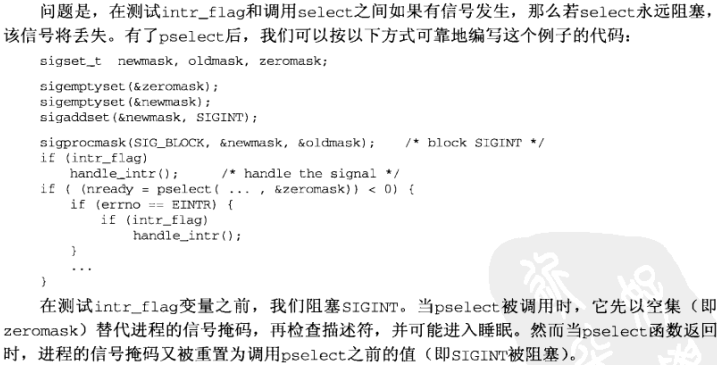 问题是，在测试intr_flag和调用select之间如果有信号发生，那么若select永远阻塞，
该信号将丢失。有了pselect后，我们可以按以下方式可靠地编写这个例子的代码：
sigset_t newmask, oldmask, zeromask;
sigemptyset(&zeromask);
sigemptyset(&newmask);
sigaddset(&newmask, SIGINT);
sigprocmask(SIG_BLOCK, &newmask, &oldmask); /* block SIGINT */
if (intr_flag)
handle_intr(); /* handle the signal */
if ( (nready = pselect( ... , &zeromask)) < 0) {
if (errno == EINTR) {
if (intr_flag)
handle_intr();
}
...
}
在测试intr_flag变量之前，我们阻塞SIGINT。当pselect被调用时，它先以空集（即
zeromask）替代进程的信号掩码，再检查描述符，并可能进入睡眠。然而当pselect函数返回
时，进程的信号掩码又被重置为调用pselect之前的值（即SIGINT被阻塞）。